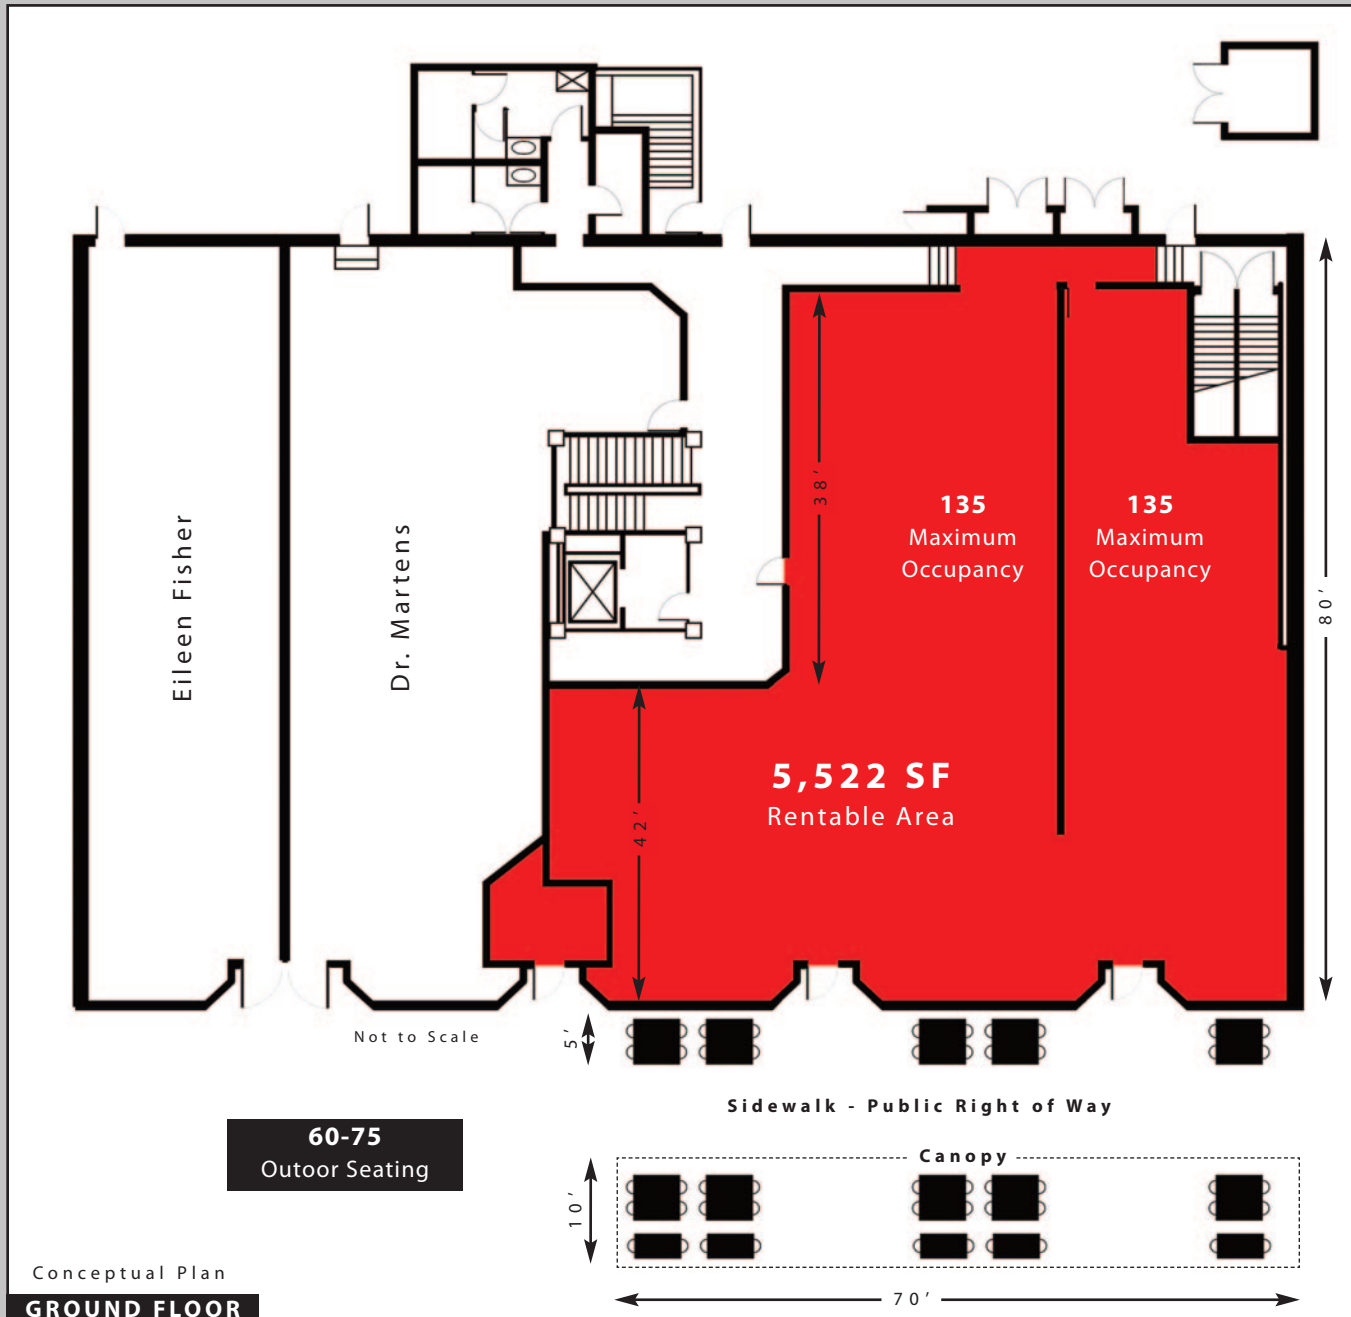 38'
135
Maximum
Occupancy
135
Maximum
Occupancy
80'
Eileen Fisher
Dr. Martens
5,522 SF
Rentable Area
42'
Not to Scale
5'
Sidewalk - Public Right of Way
60-75
Outoor Seating
Canopy
10'
Conceptual Plan
GROUND FLOOR
70'